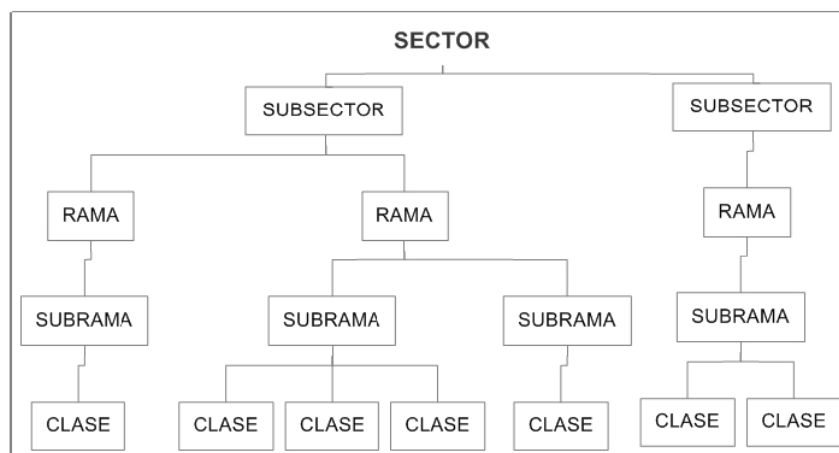 SECTOR
SUBSECTOR SUBSECTOR
RAMA RAMA RAMA
SUBRAMA SUBRAMA SUBRAMA SUBRAMA
CLASE CLASE CLASE CLASE CLASE CLASE CLASE